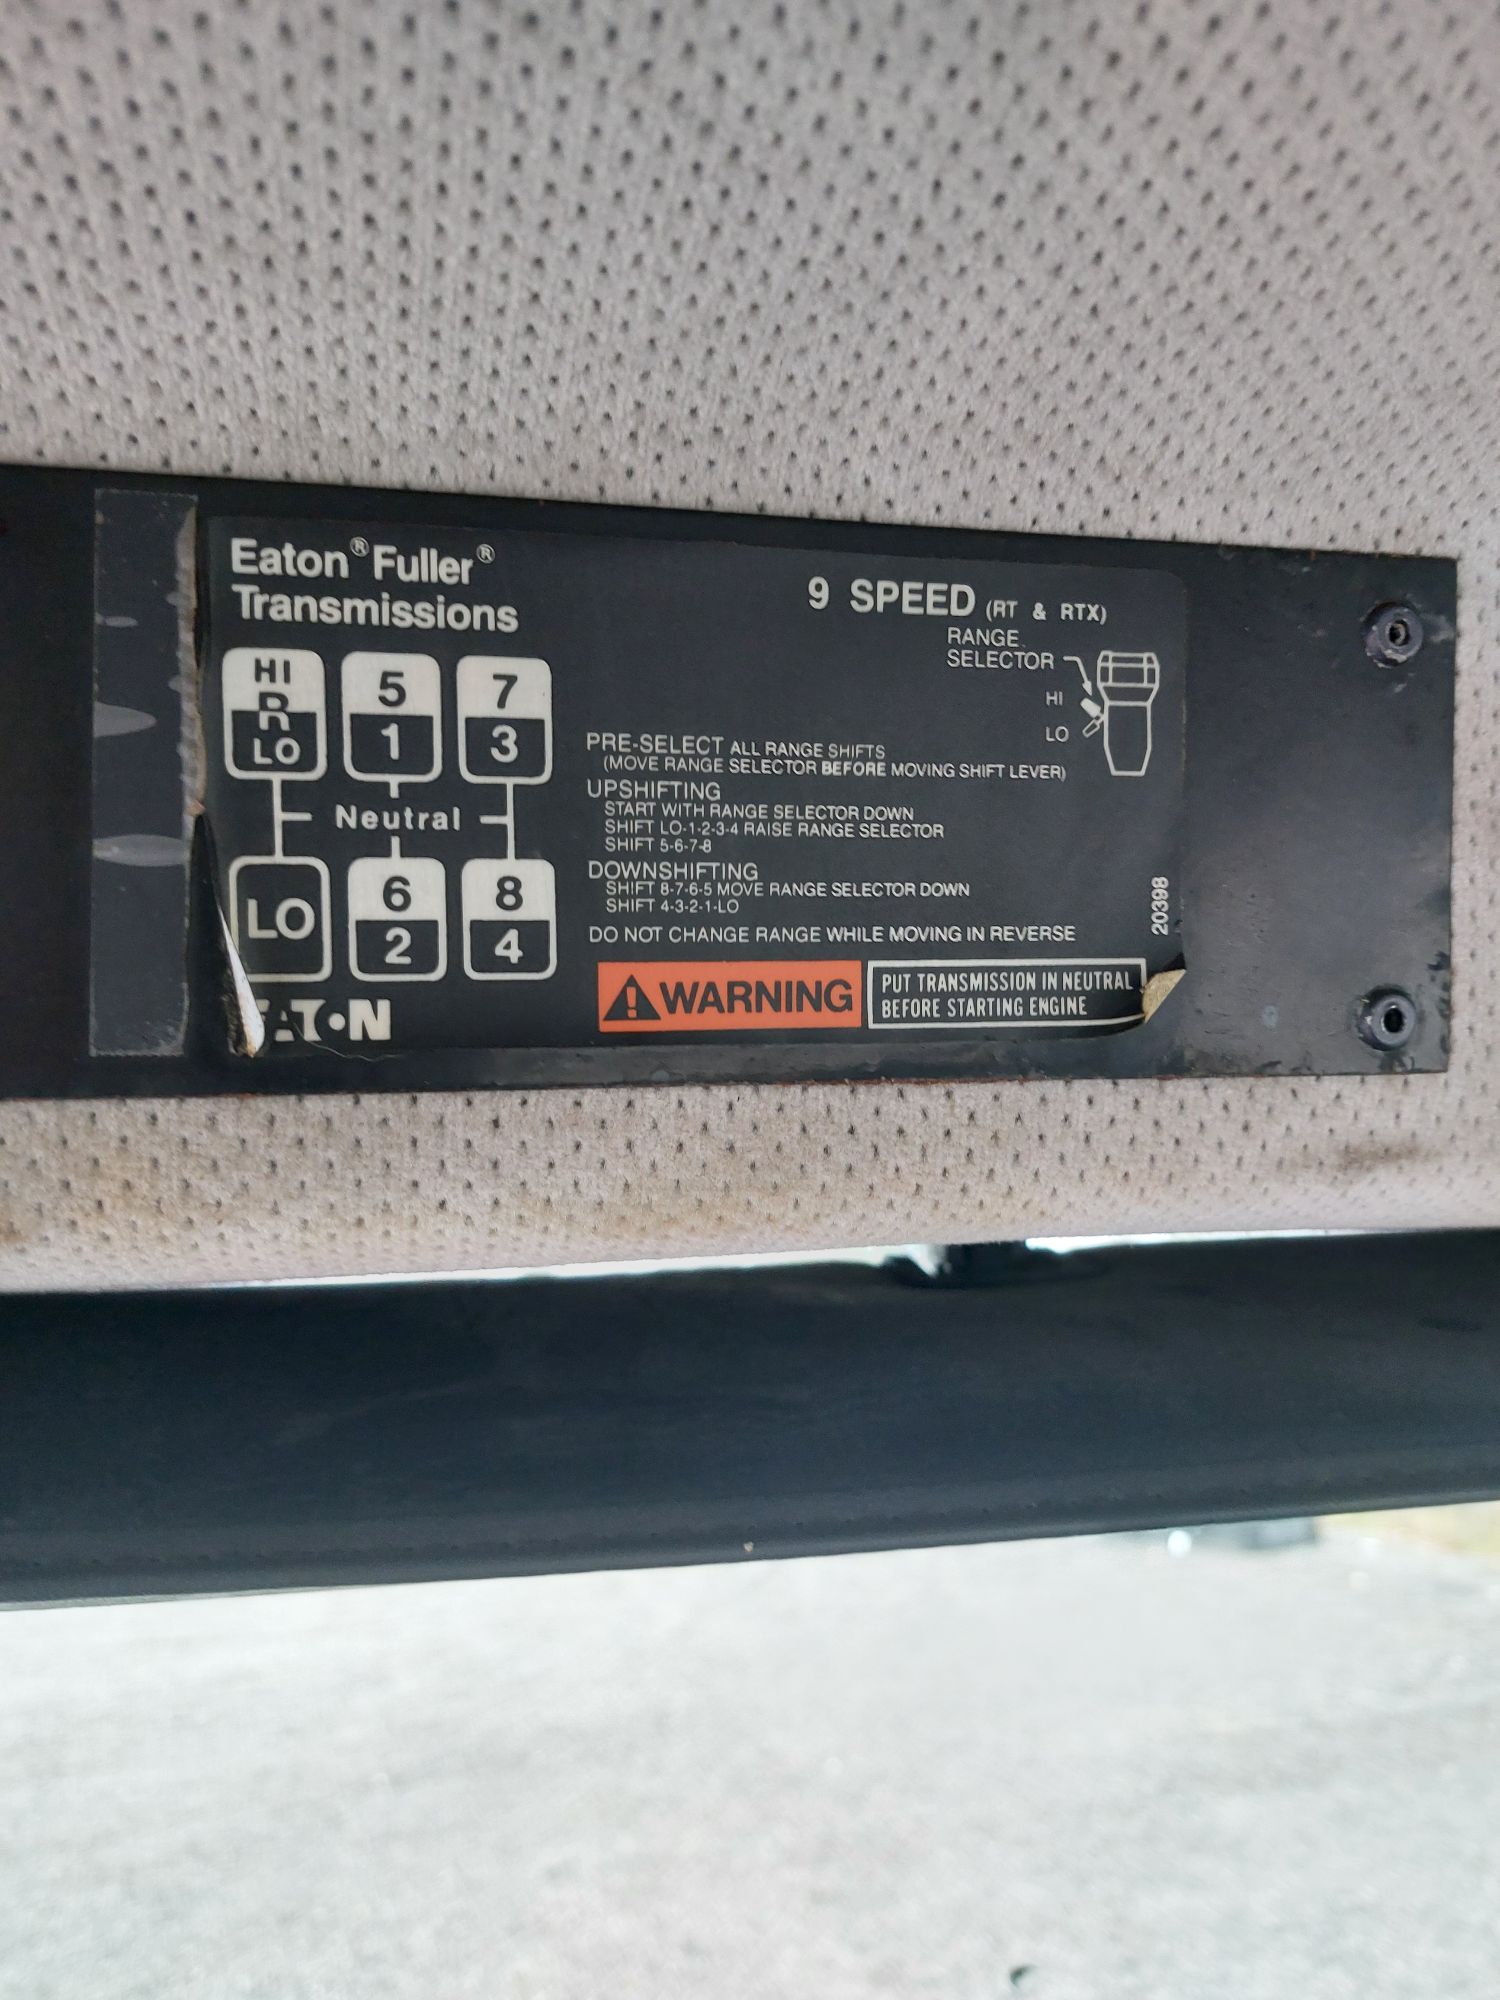 Eaton® Fuller®
Transmissions
9 SPEED (RT & RTX)
RANGE
SELECTOR
HI
LO
HI
R
LO
5
1
7
3
Neutral
LO
6
2
8
4
PRE-SELECT ALL RANGE SHIFTS
(MOVE RANGE SELECTOR BEFORE MOVING SHIFT LEVER)
UPSHIFTING
START WITH RANGE SELECTOR DOWN
SHIFT LO-1-2-3-4 RAISE RANGE SELECTOR
SHIFT 5-6-7-8
DOWNSHIFTING
SHIFT 8-7-6-5 MOVE RANGE SELECTOR DOWN
SHIFT 4-3-2-1-LO
DO NOT CHANGE RANGE WHILE MOVING IN REVERSE
WARNING
PUT TRANSMISSION IN NEUTRAL
BEFORE STARTING ENGINE
20398
EAT•N